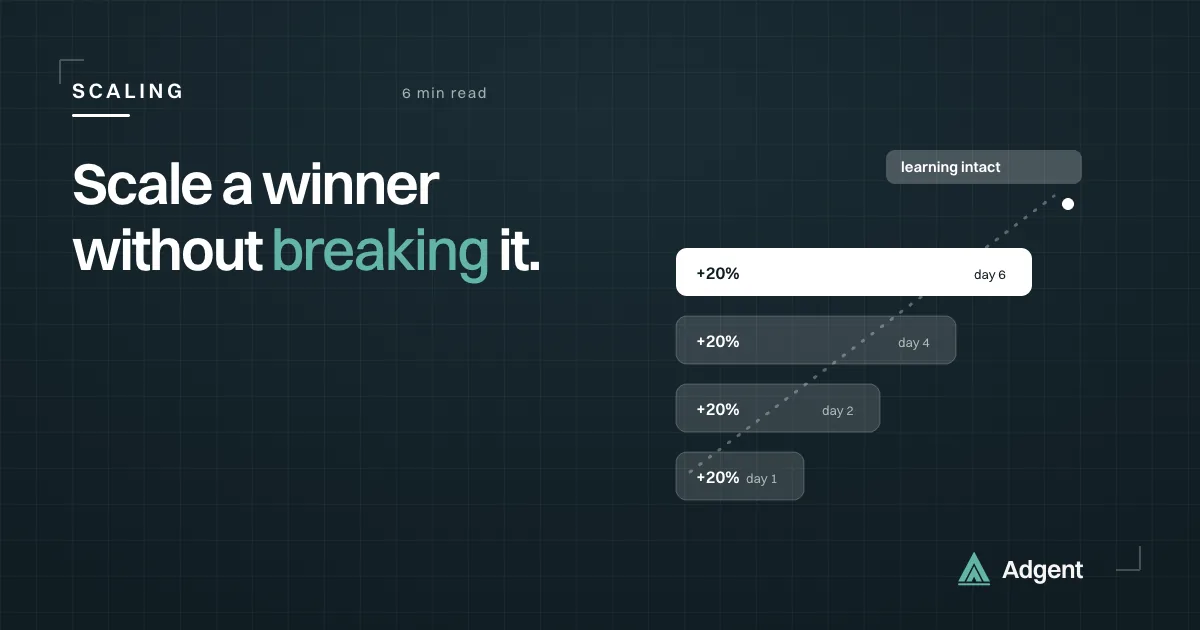 SCALING
6 min read
Scale a winner
without breaking it.
learning intact
+20% day 6
+20% day 4
+20% day 2
+20% day 1
Adgent